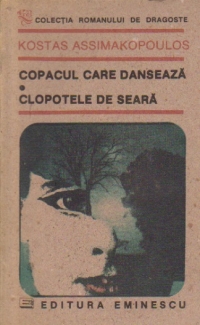 COLECȚIA ROMANULUI DE DRAGOSTE
KOSTAS ASSIMAKOPOULOS
COPACUL CARE DANSEAZĂ
•
CLOPOTELE DE SEARĂ
EDITURA EMINESCU